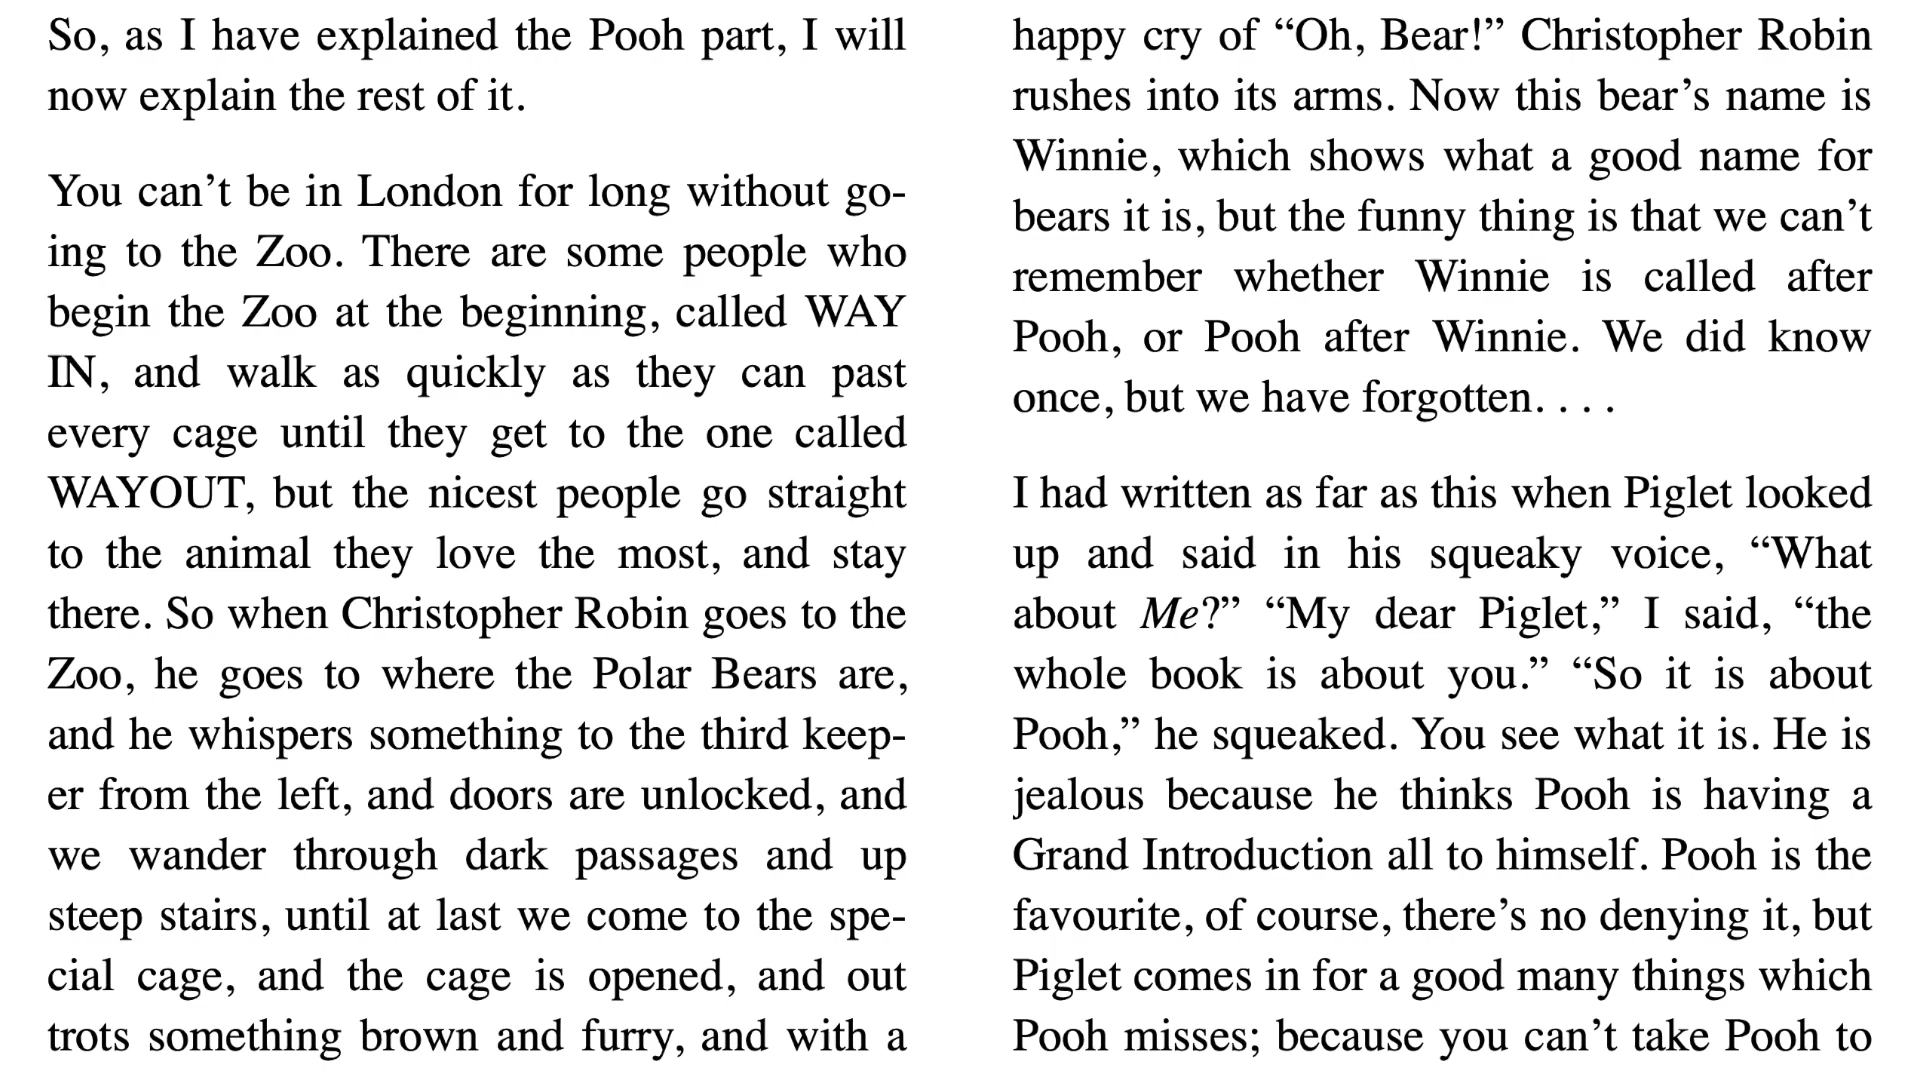 So, as I have explained the Pooh part, I will
now explain the rest of it.
You can’t be in London for long without go-
ing to the Zoo. There are some people who
begin the Zoo at the beginning, called WAY
IN, and walk as quickly as they can past
every cage until they get to the one called
WAYOUT, but the nicest people go straight
to the animal they love the most, and stay
there. So when Christopher Robin goes to the
Zoo, he goes to where the Polar Bears are,
and he whispers something to the third keep-
er from the left, and doors are unlocked, and
we wander through dark passages and up
steep stairs, until at last we come to the spe-
cial cage, and the cage is opened, and out
trots something brown and furry, and with a
happy cry of “Oh, Bear!” Christopher Robin
rushes into its arms. Now this bear’s name is
Winnie, which shows what a good name for
bears it is, but the funny thing is that we can’t
remember whether Winnie is called after
Pooh, or Pooh after Winnie. We did know
once, but we have forgotten. . . .
I had written as far as this when Piglet looked
up and said in his squeaky voice, “What
about Me?” “My dear Piglet,” I said, “the
whole book is about you.” “So it is about
Pooh,” he squeaked. You see what it is. He is
jealous because he thinks Pooh is having a
Grand Introduction all to himself. Pooh is the
favourite, of course, there’s no denying it, but
Piglet comes in for a good many things which
Pooh misses; because you can’t take Pooh to